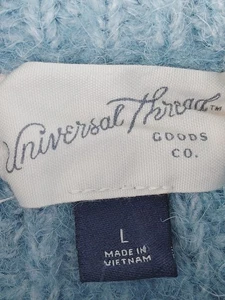 Universal Thread™
GOODS
CO.
L
MADE IN
VIETNAM